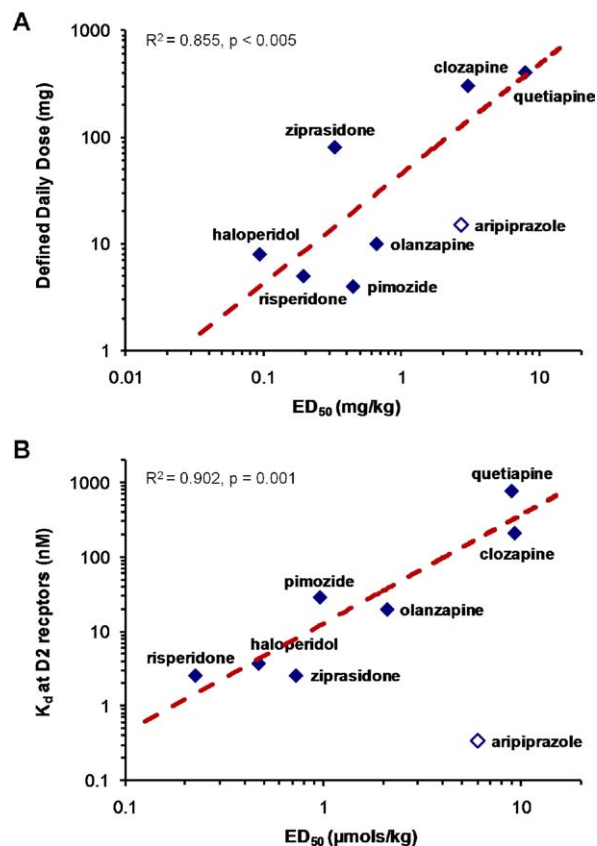 A
R² = 0.855, p < 0.005
Defined Daily Dose (mg)
1000
100
10
1
0.01
0.1
1
10
ED₅₀ (mg/kg)
clozapine
quetiapine
ziprasidone
aripiprazole
haloperidol
olanzapine
risperidone
pimozide
B
R² = 0.902, p = 0.001
K_d at D2 recptors (nM)
1000
100
10
1
0.1
0.1
1
10
ED₅₀ (µmols/kg)
quetiapine
clozapine
pimozide
olanzapine
haloperidol
risperidone
ziprasidone
aripiprazole